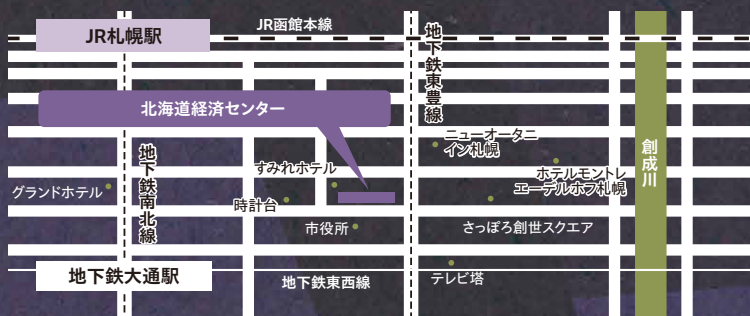 JR函館本線
JR札幌駅
地下鉄東豊線
北海道経済センター
ニューオータニ
イン札幌
創成川
地下鉄南北線
すみれホテル
ホテルモントレ
エーデルホフ札幌
グランドホテル
時計台
市役所
さっぽろ創世スクエア
地下鉄大通駅
地下鉄東西線
テレビ塔